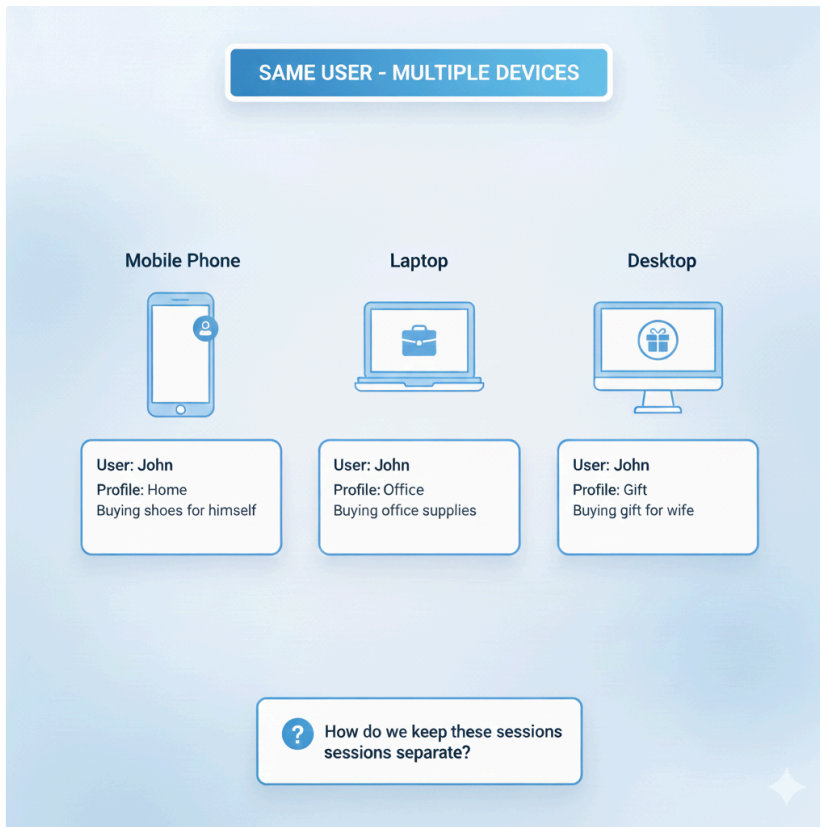 SAME USER - MULTIPLE DEVICES
Mobile Phone
Laptop
Desktop
User: John
Profile: Home
Buying shoes for himself
User: John
Profile: Office
Buying office supplies
User: John
Profile: Gift
Buying gift for wife
?
How do we keep these sessions
sessions separate?